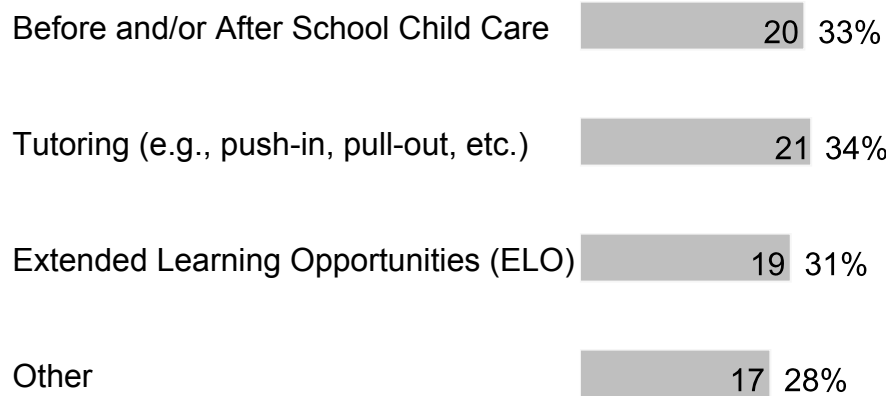 Before and/or After School Child Care 20 33%
Tutoring (e.g., push-in, pull-out, etc.) 21 34%
Extended Learning Opportunities (ELO) 19 31%
Other 17 28%